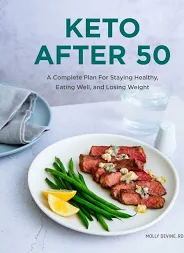 KETO
AFTER 50
A Complete Plan For Staying Healthy,
Eating Well, and Losing Weight
MOLLY DEVINE, RD